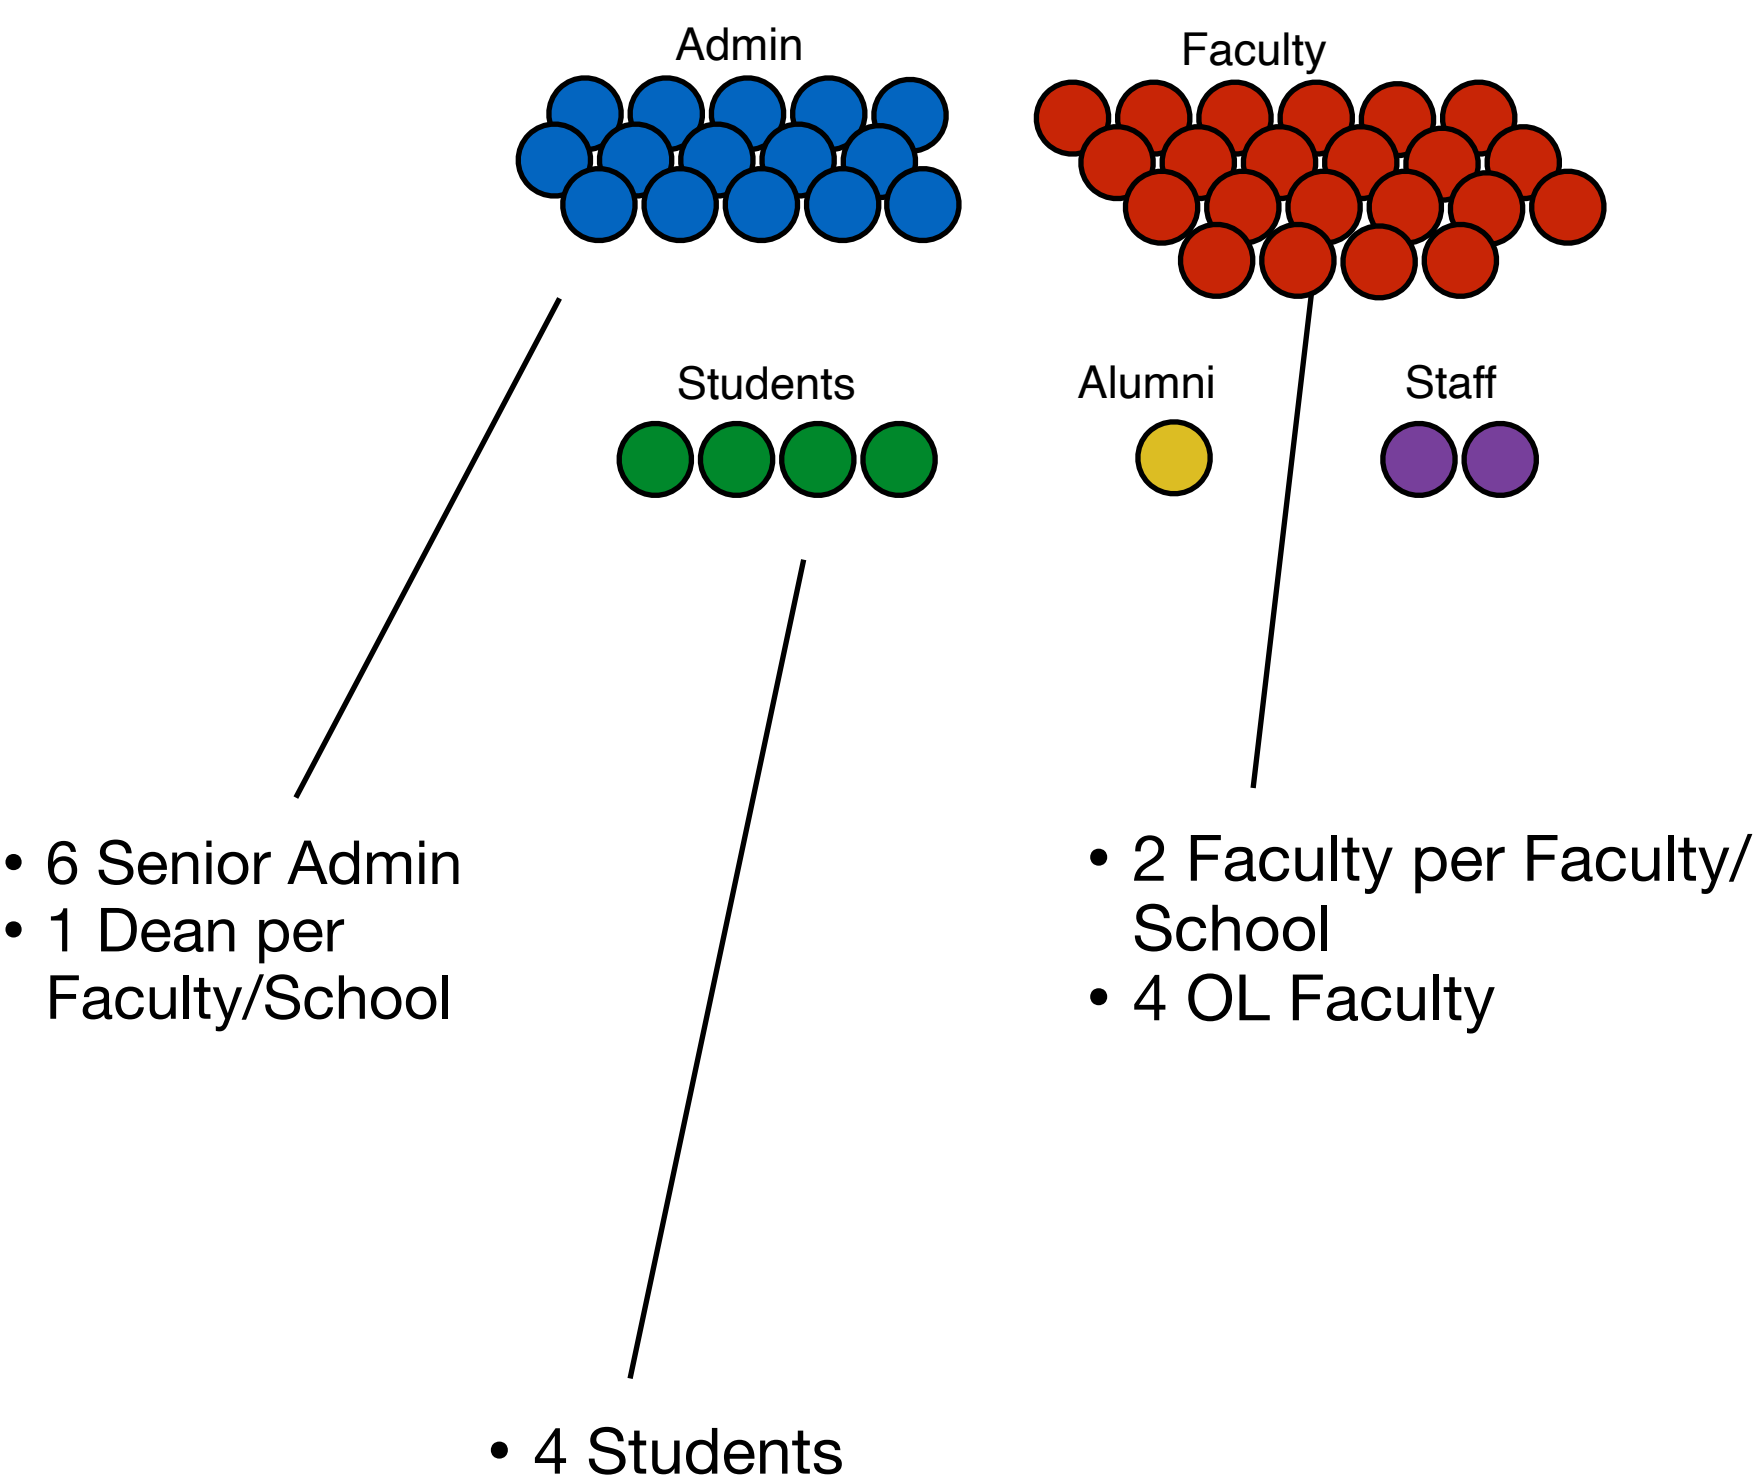 Admin
Faculty
Students
Alumni
Staff
• 6 Senior Admin
• 1 Dean per
Faculty/School
• 2 Faculty per Faculty/
School
• 4 OL Faculty
• 4 Students